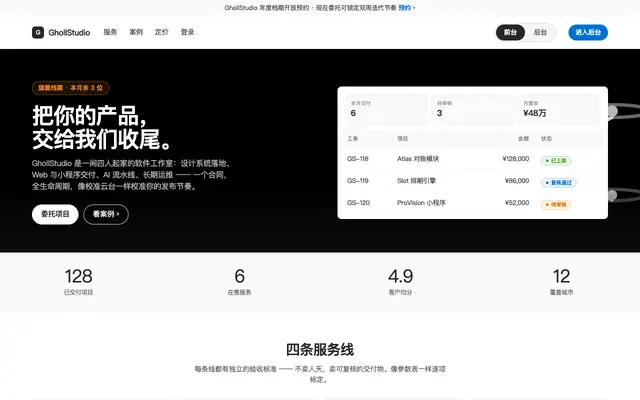 GhollStudio 年度档期开放预约 · 现在委托可锁定双周迭代节奏 预约 ›
G GhollStudio 服务 案例 定价 登录 前台 后台 进入后台
旗舰档期 · 本月余 3 位
把你的产品，
交给我们收尾。
GhollStudio 是一间四人起家的软件工作室：设计系统落地、
Web 与小程序交付、AI 流水线、长期运维 —— 一个合同，
全生命周期，像校准云台一样校准你的发布节奏。
委托项目 看案例 ›
本月交付 待审核 月营收
6 3 ¥48万
工单 项目 金额 状态
GS-118 Atlas 对账模块 ¥128,000 已上架
GS-119 Slot 排期引擎 ¥86,000 复核通过
GS-120 ProVision 小程序 ¥52,000 待审核
128 6 4.9 12
已交付项目 在售服务 客户均分 覆盖城市
四条服务线
每条线都有独立的验收标准 —— 不卖人天，卖可复核的交付物。像参数表一样逐项
标定。